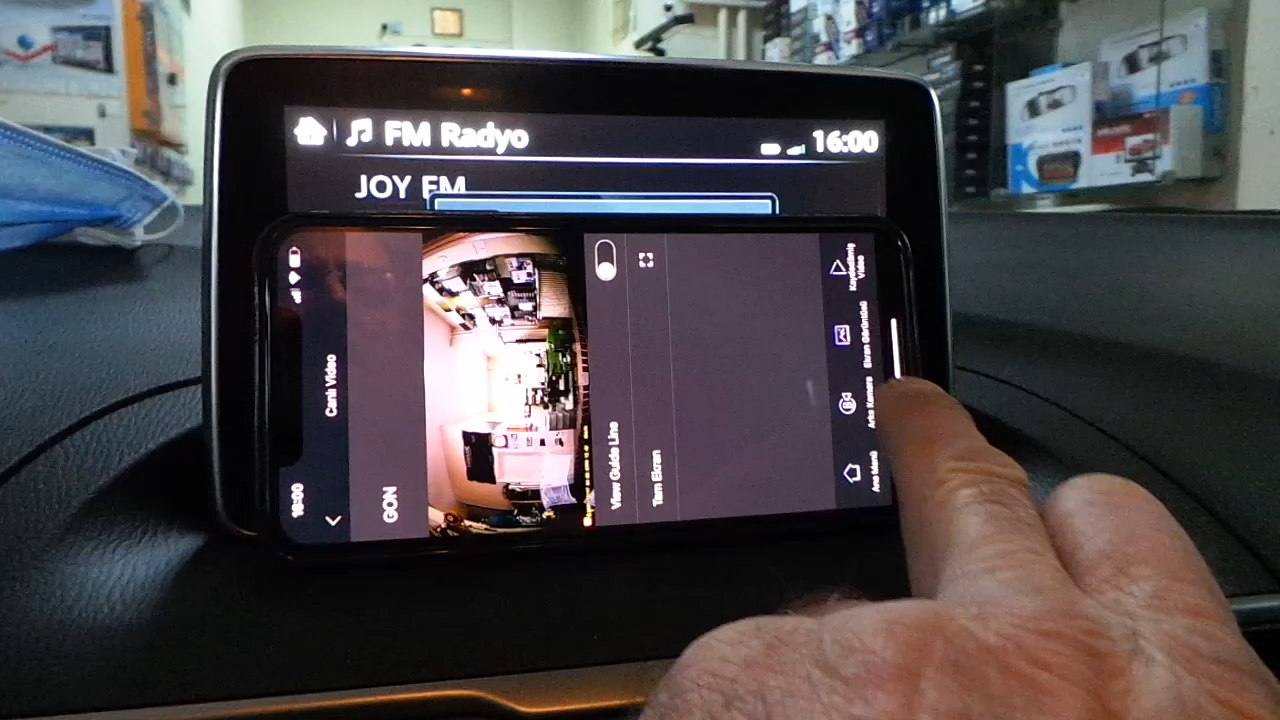 FM Radyo
16:00
JOY FM
16:00
Canlı Video
GON
View Guide Line
Tam Ekran
Ana Menü
Arka Kamera
Ekran Görüntüsü
Kaydedilmiş
Video